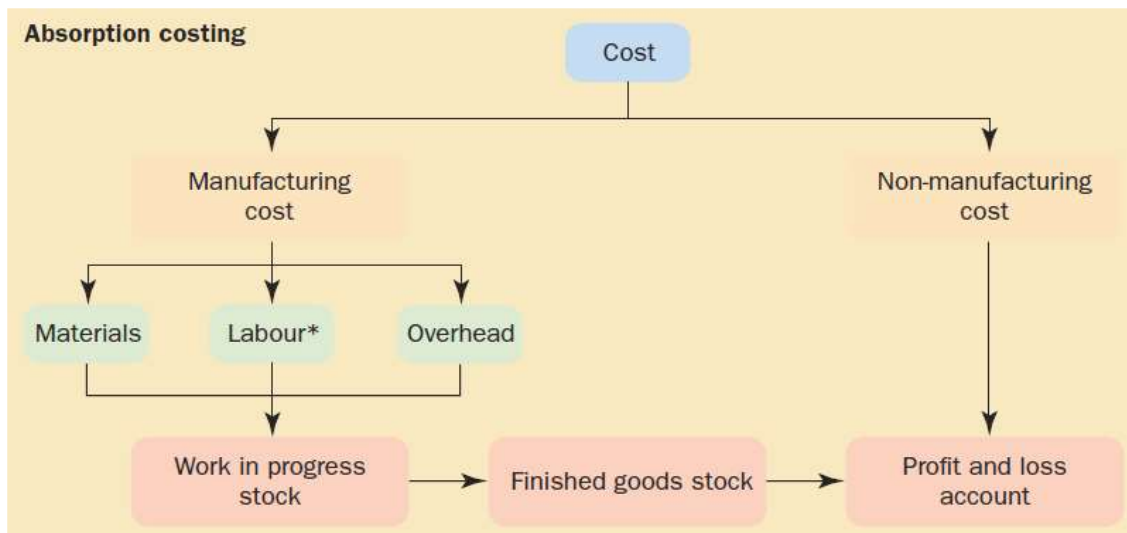 Absorption costing
Cost
Manufacturing
cost
Non-manufacturing
cost
Materials
Labour*
Overhead
Work in progress
stock
Finished goods stock
Profit and loss
account